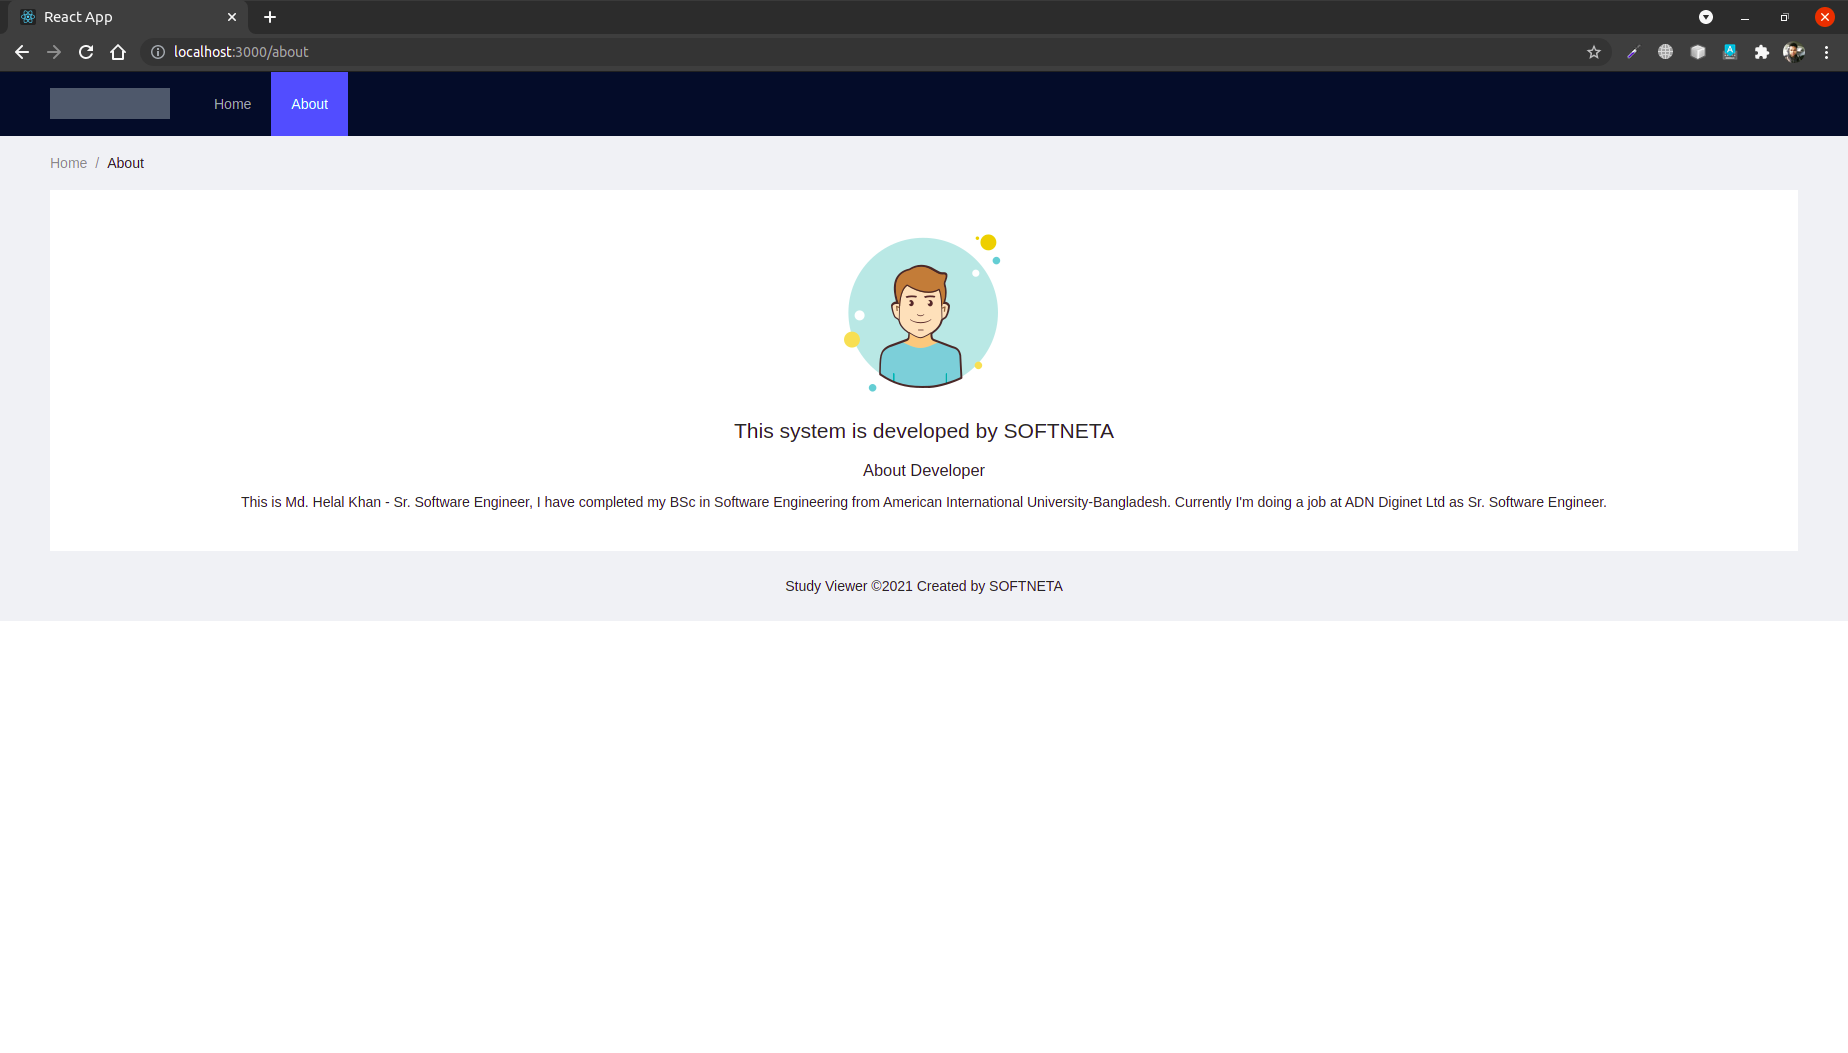 React App
localhost:3000/about
Home About
Home / About
This system is developed by SOFTNETA
About Developer
This is Md. Helal Khan - Sr. Software Engineer, I have completed my BSc in Software Engineering from American International University-Bangladesh. Currently I'm doing a job at ADN Diginet Ltd as Sr. Software Engineer.
Study Viewer ©2021 Created by SOFTNETA